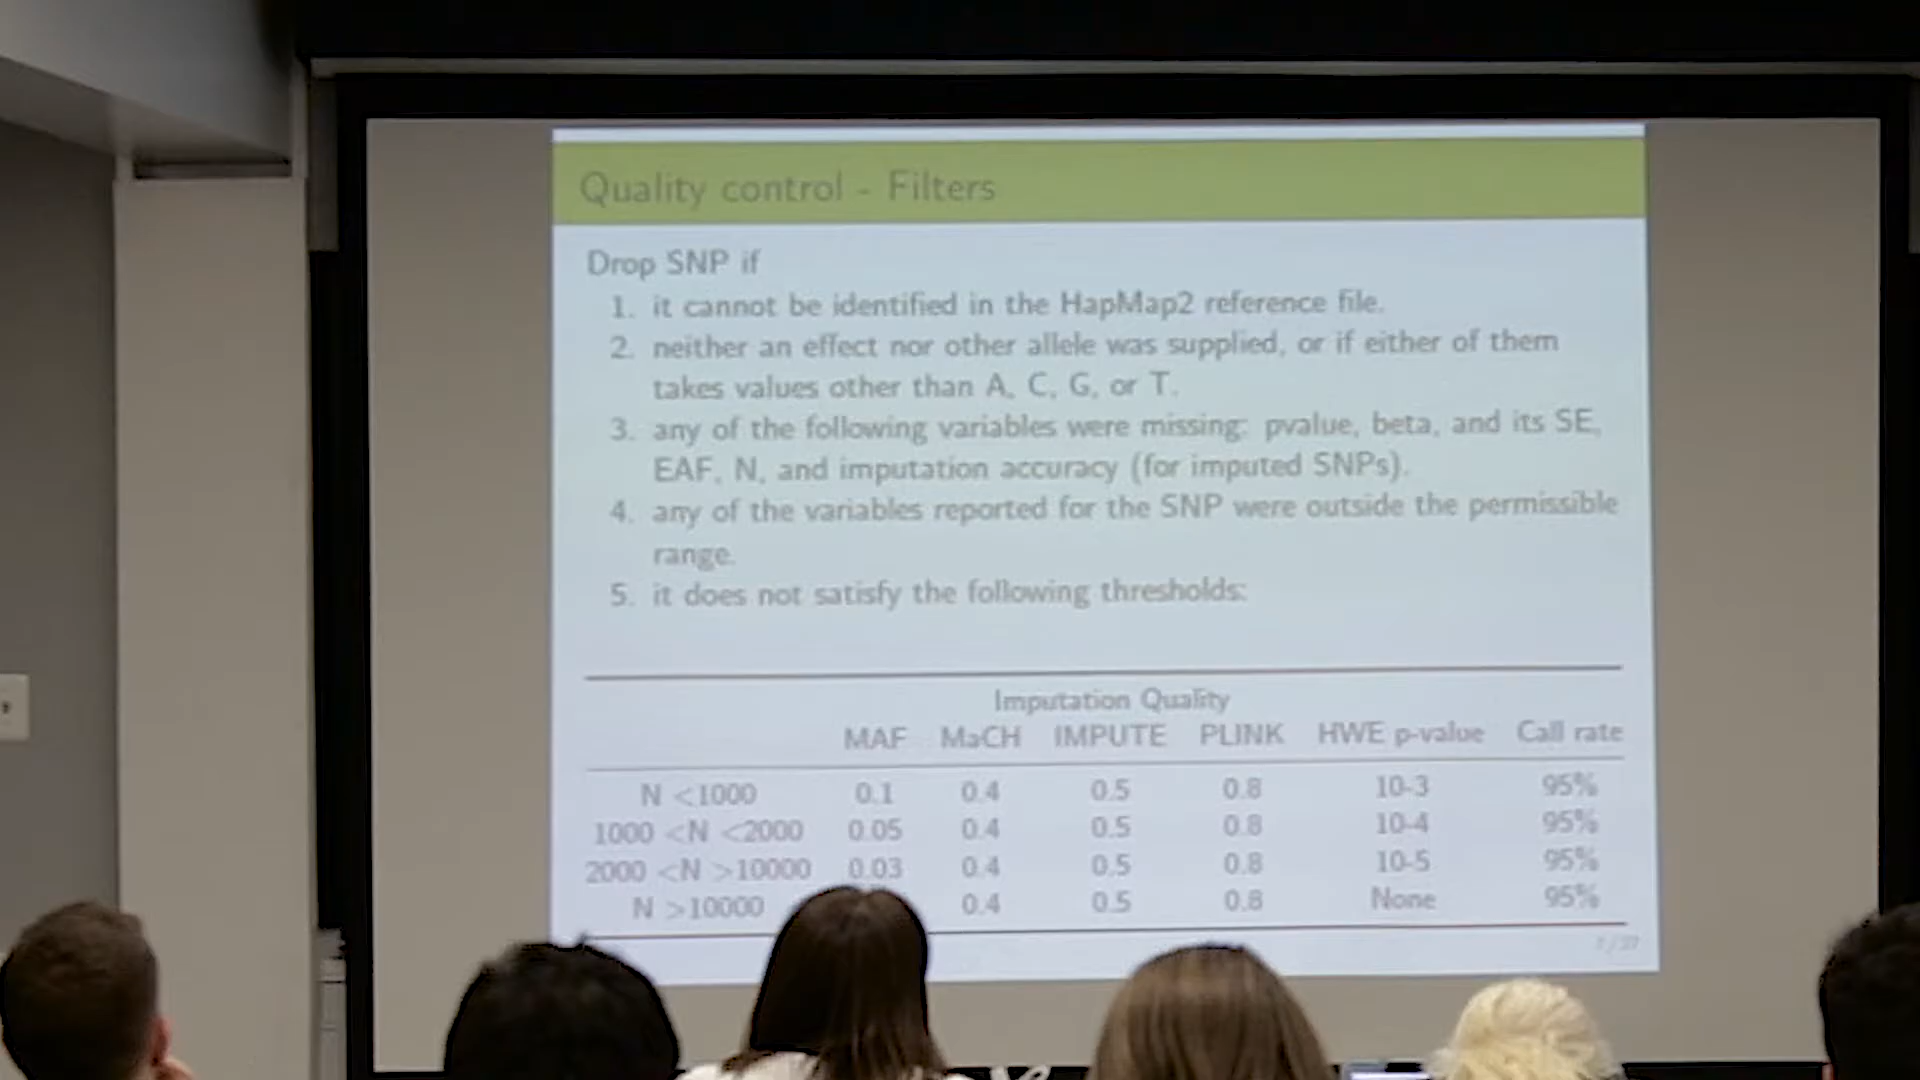 Quality control - Filters
Drop SNP if
1. it cannot be identified in the HapMap2 reference file.
2. neither an effect nor other allele was supplied, or if either of them
takes values other than A, C, G, or T.
3. any of the following variables were missing: pvalue, beta, and its SE,
EAF, N, and imputation accuracy (for imputed SNPs).
4. any of the variables reported for the SNP were outside the permissible
range.
5. it does not satisfy the following thresholds:
Imputation Quality
MAF MaCH IMPUTE PLINK HWE p-value Call rate
N <1000 0.1 0.4 0.5 0.8 10-3 95%
1000 <N <2000 0.05 0.4 0.5 0.8 10-4 95%
2000 <N >10000 0.03 0.4 0.5 0.8 10-5 95%
N >10000 0.4 0.5 0.8 None 95%